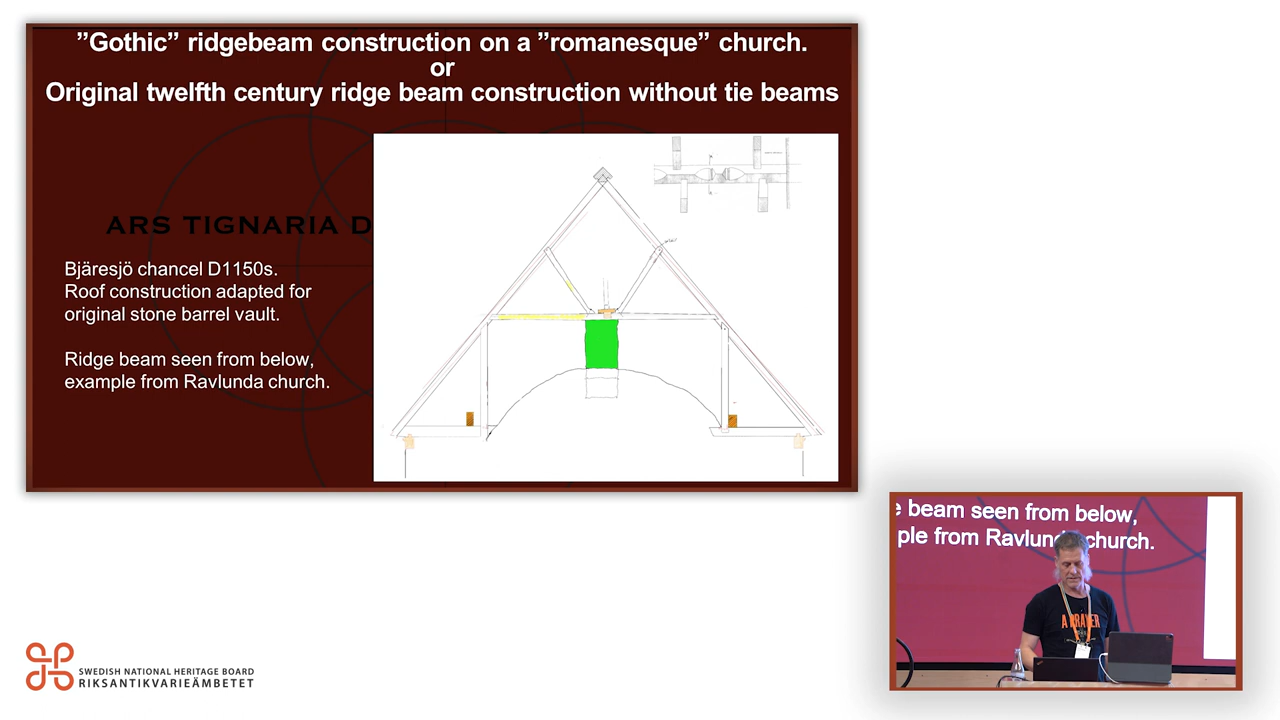 ”Gothic” ridgebeam construction on a ”romanesque” church.
or
Original twelfth century ridge beam construction without tie beams
ARS TIGNARIA D
Bjäresjö chancel D1150s.
Roof construction adapted for
original stone barrel vault.
Ridge beam seen from below,
example from Ravlunda church.
e beam seen from below,
ple from Ravlunda church.
A PRAYER
SWEDISH NATIONAL HERITAGE BOARD
RIKSANTIKVARIEÄMBETET